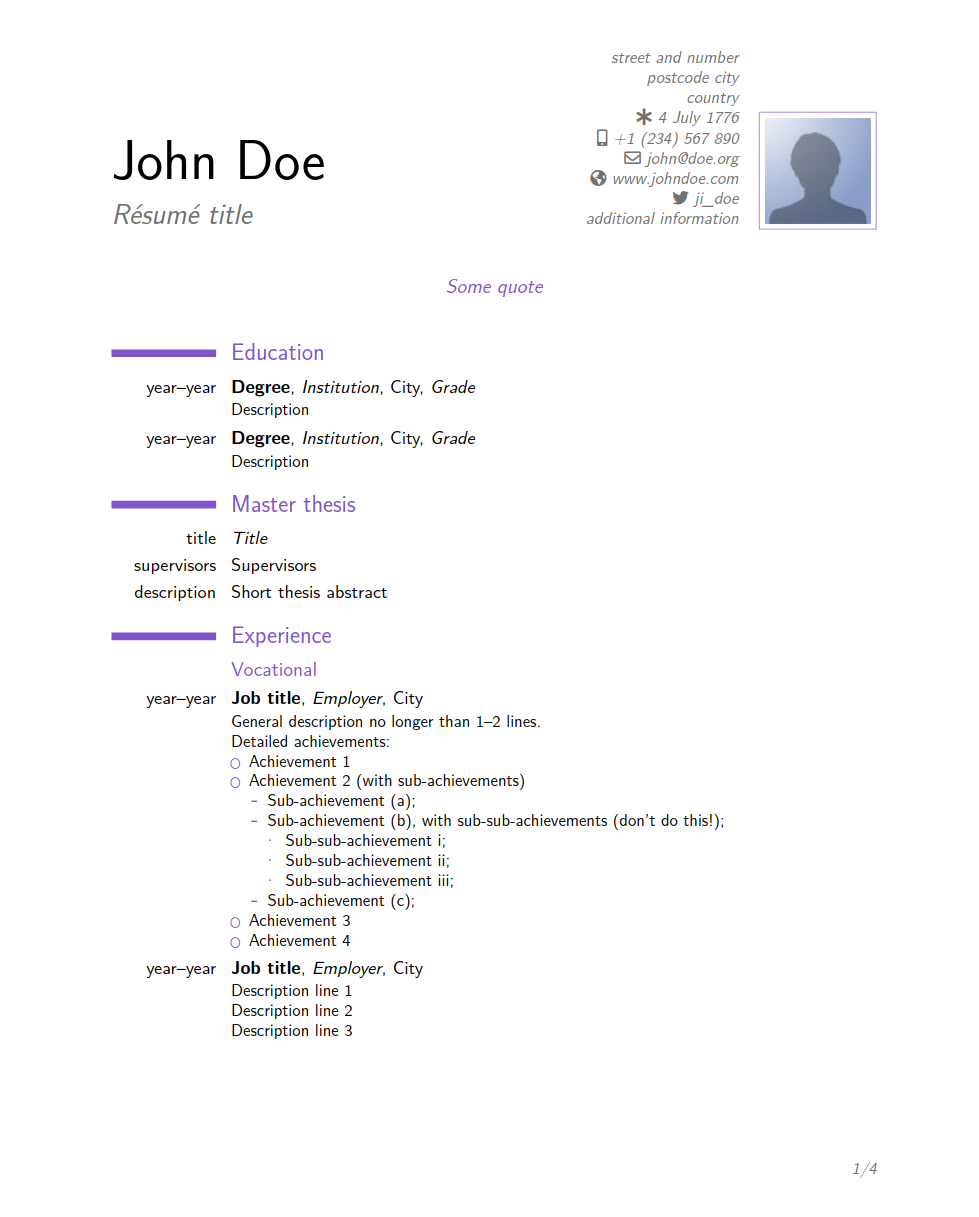 John Doe
Résumé title
street and number
postcode city
country
4 July 1776
+1 (234) 567 890
john@doe.org
www.johndoe.com
ji_doe
additional information
Some quote
Education
year–year Degree, Institution, City, Grade
Description
year–year Degree, Institution, City, Grade
Description
Master thesis
title Title
supervisors Supervisors
description Short thesis abstract
Experience
Vocational
year–year Job title, Employer, City
General description no longer than 1–2 lines.
Detailed achievements:
Achievement 1
Achievement 2 (with sub-achievements)
- Sub-achievement (a);
- Sub-achievement (b), with sub-sub-achievements (don't do this!);
· Sub-sub-achievement i;
· Sub-sub-achievement ii;
· Sub-sub-achievement iii;
- Sub-achievement (c);
Achievement 3
Achievement 4
year–year Job title, Employer, City
Description line 1
Description line 2
Description line 3
1/4